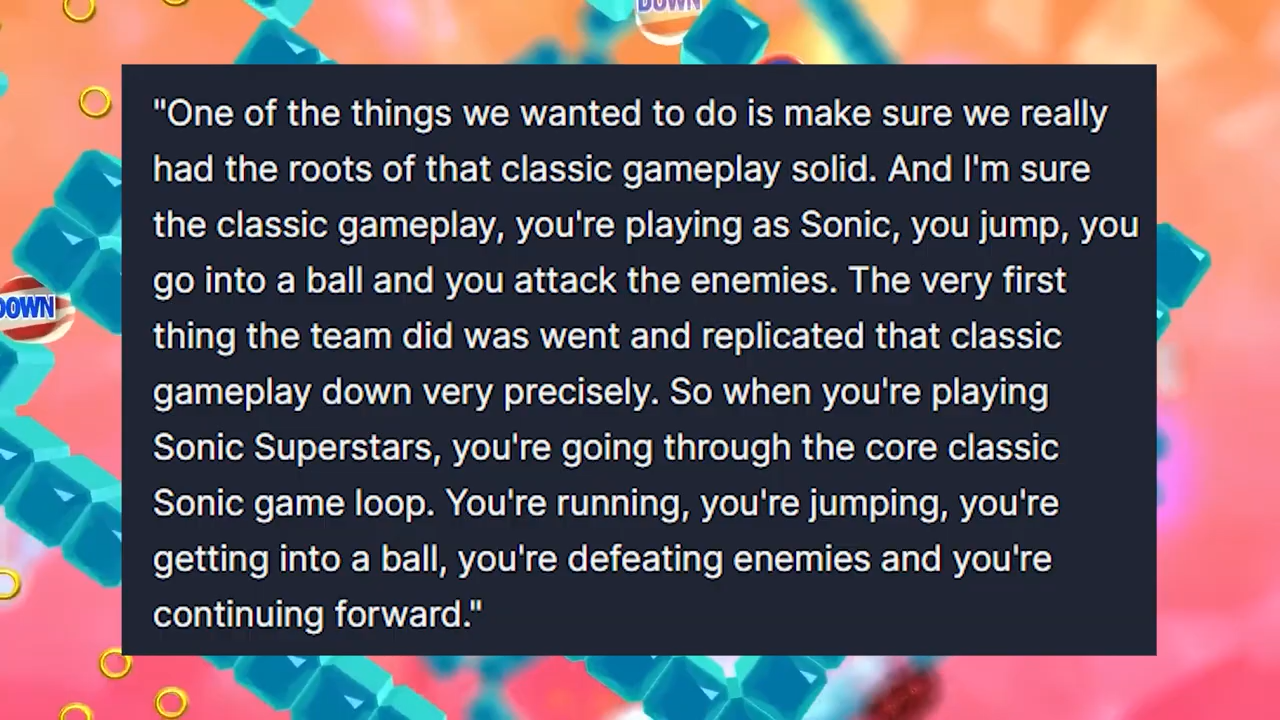 DOWN
"One of the things we wanted to do is make sure we really
had the roots of that classic gameplay solid. And I'm sure
the classic gameplay, you're playing as Sonic, you jump, you
go into a ball and you attack the enemies. The very first
thing the team did was went and replicated that classic
gameplay down very precisely. So when you're playing
Sonic Superstars, you're going through the core classic
Sonic game loop. You're running, you're jumping, you're
getting into a ball, you're defeating enemies and you're
continuing forward."
DOWN